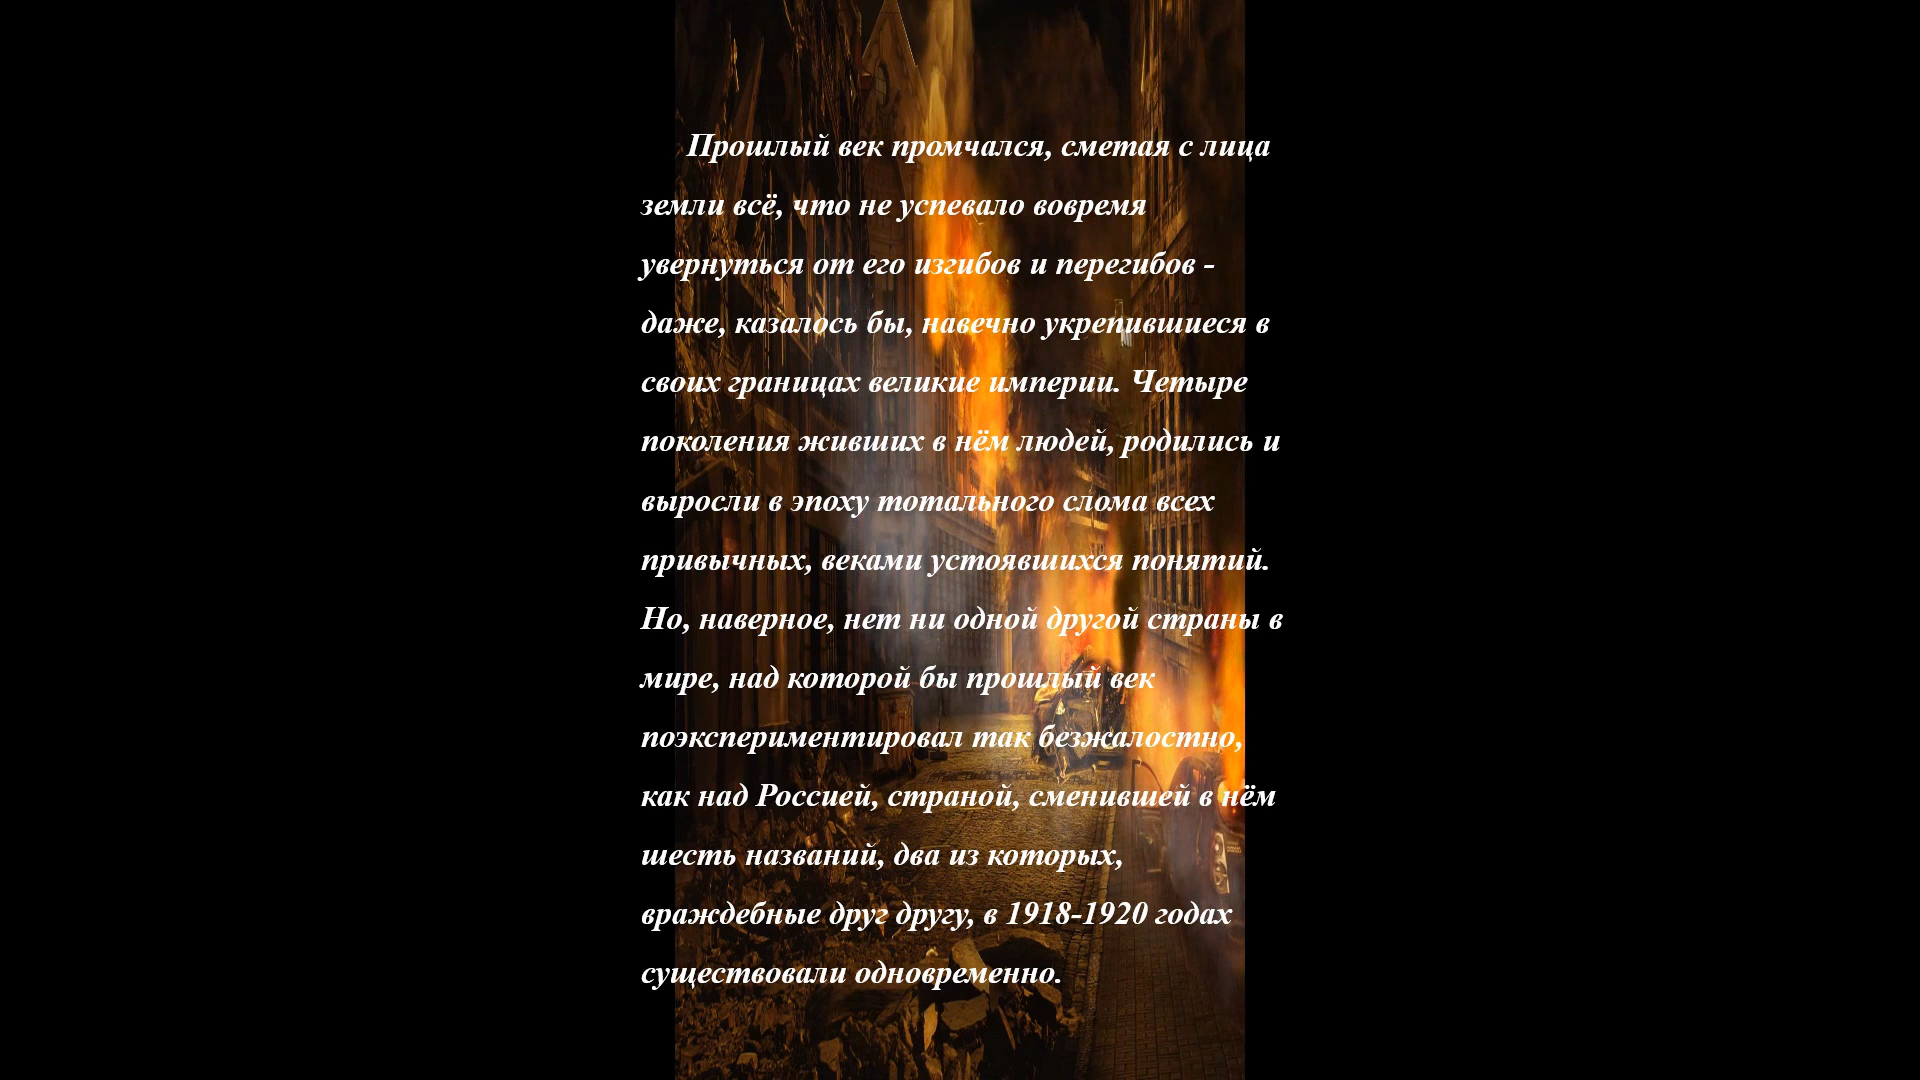 Прошлый век промчался, сметая с лица
земли всё, что не успевало вовремя
увернуться от его изгибов и перегибов -
даже, казалось бы, навечно укрепившиеся в
своих границах великие империи. Четыре
поколения живших в нём людей, родились и
выросли в эпоху тотального слома всех
привычных, веками устоявшихся понятий.
Но, наверное, нет ни одной другой страны в
мире, над которой бы прошлый век
поэкспериментировал так безжалостно,
как над Россией, страной, сменившей в нём
шесть названий, два из которых,
враждебные друг другу, в 1918-1920 годах
существовали одновременно.